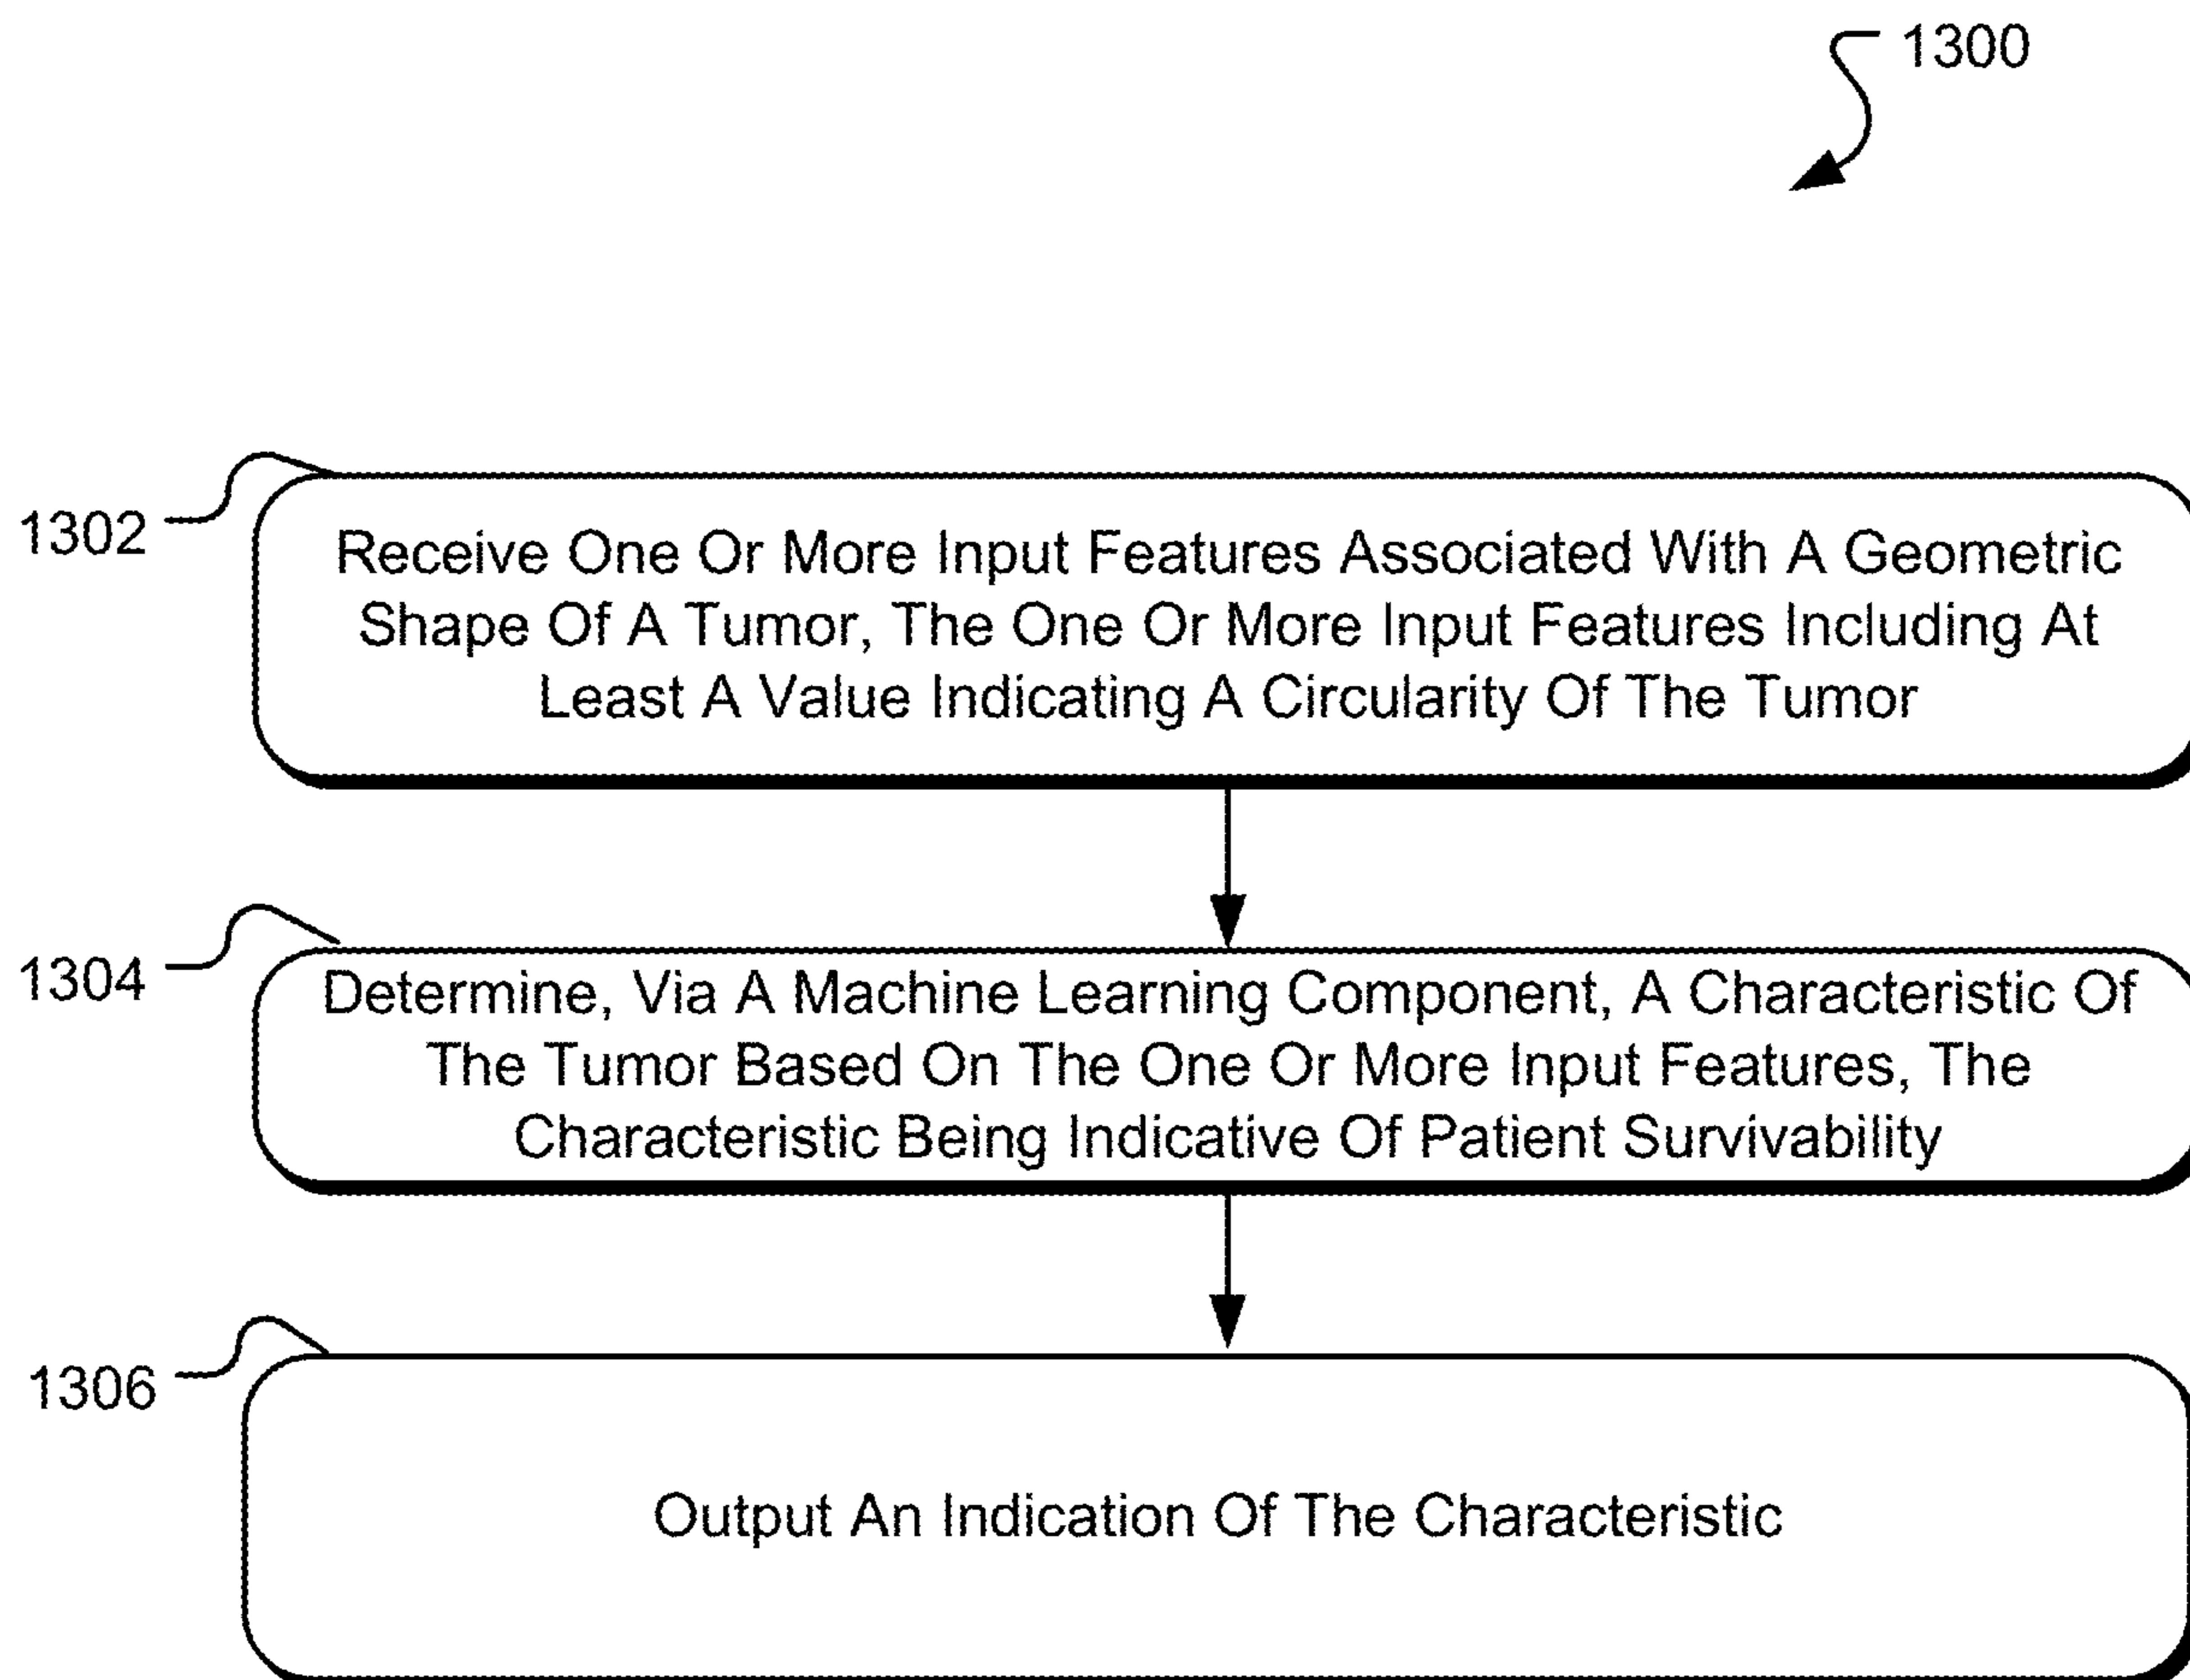 1300
1302
Receive One Or More Input Features Associated With A Geometric
Shape Of A Tumor, The One Or More Input Features Including At
Least A Value Indicating A Circularity Of The Tumor
1304
Determine, Via A Machine Learning Component, A Characteristic Of
The Tumor Based On The One Or More Input Features, The
Characteristic Being Indicative Of Patient Survivability
1306
Output An Indication Of The Characteristic